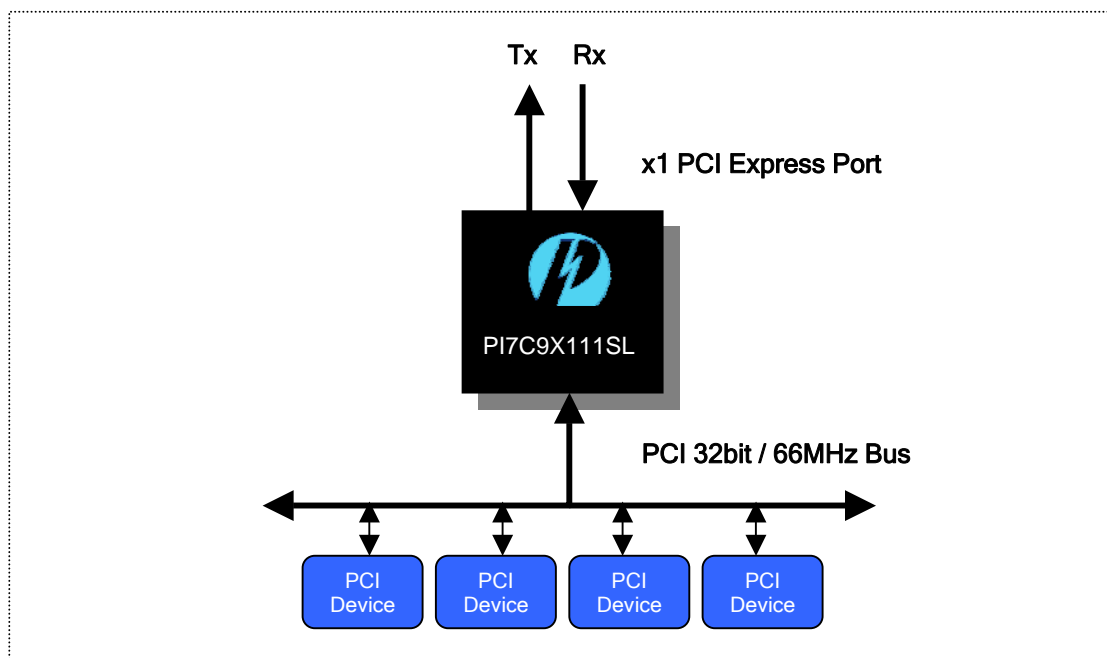 Tx Rx
x1 PCI Express Port
PI7C9X111SL
PCI 32bit / 66MHz Bus
PCI
Device
PCI
Device
PCI
Device
PCI
Device